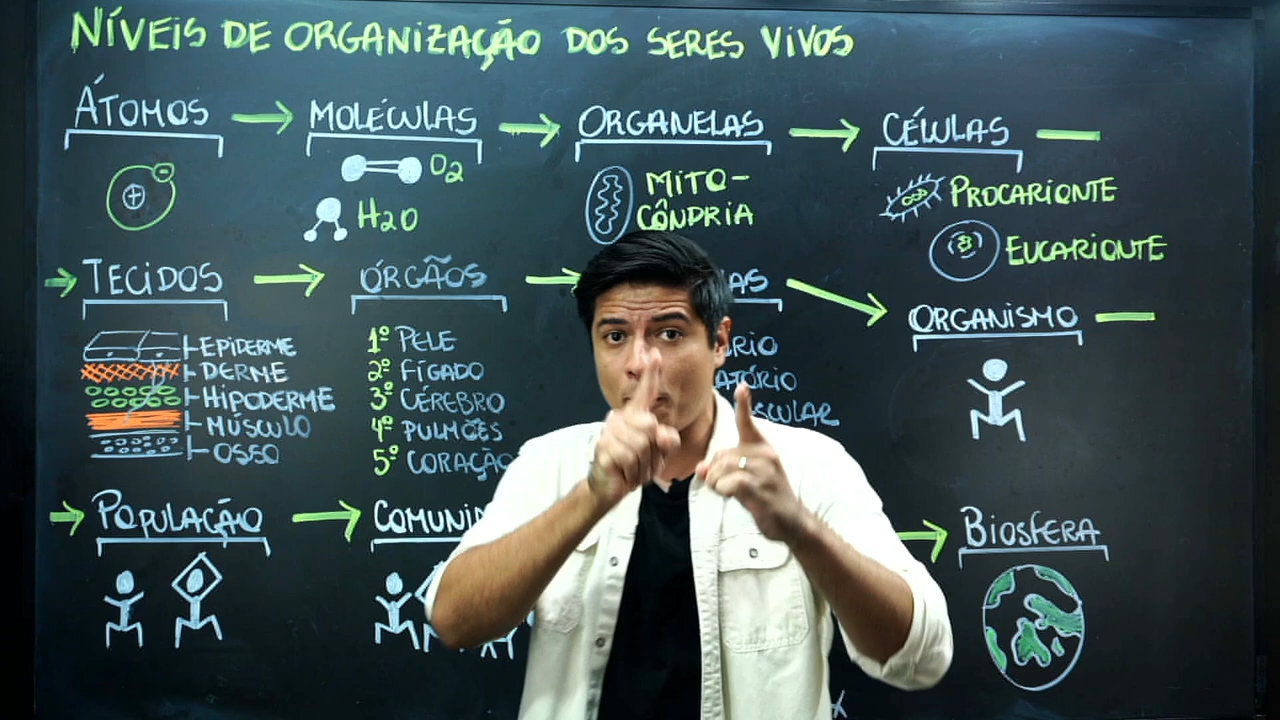 NÍVEIS DE ORGANIZAÇÃO DOS SERES VIVOS
ÁTOMOS → MOLÉCULAS → ORGANELAS → CÉLULAS
O2
H2O
MITO-
CÔNDRIA
PROCARIONTE
EUCARIONTE
TECIDOS → ÓRGÃOS
ORGANISMO
EPIDERME
DERME
HIPODERME
MÚSCULO
OSSO
1º PELE
2º FÍGADO
3º CÉREBRO
4º PULMÕES
5º CORAÇÃO
POPULAÇÃO
BIOSFERA